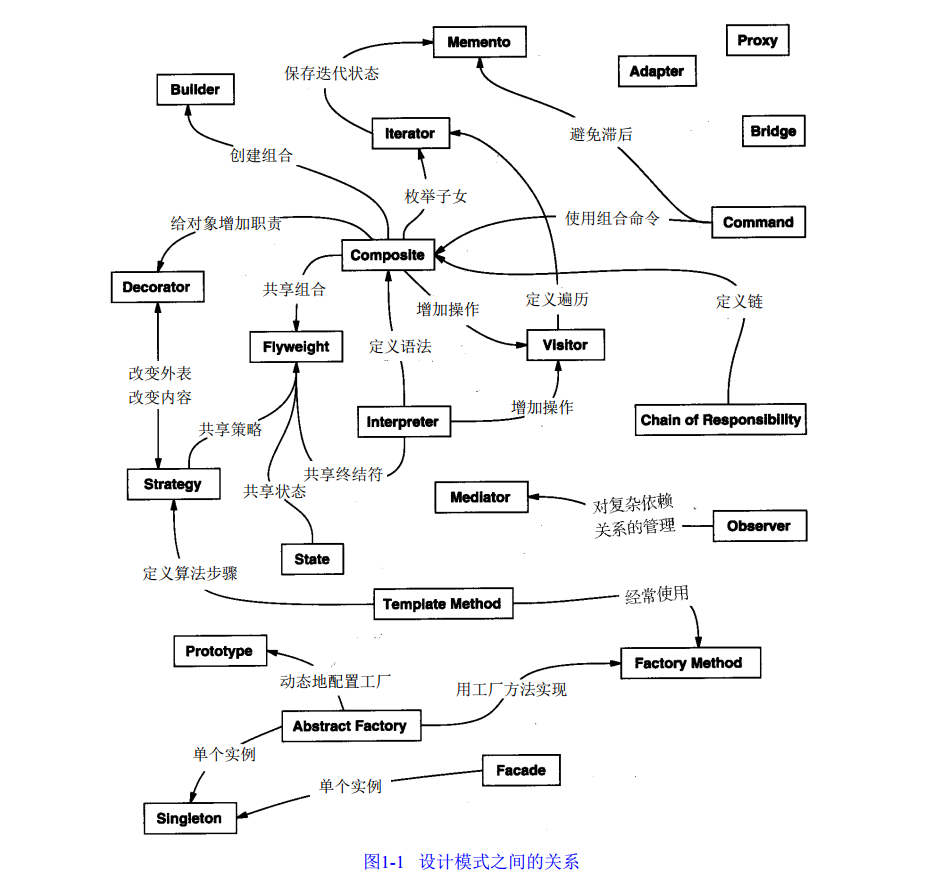 Memento
Proxy
Adapter
保存迭代状态
Builder
Iterator
避免滞后
Bridge
创建组合
枚举子女
给对象增加职责
使用组合命令
Command
Composite
Decorator
共享组合
增加操作
定义遍历
定义链
Flyweight
定义语法
Visitor
改变外表
改变内容
增加操作
Interpreter
Chain of Responsibility
共享策略
共享终结符
Strategy
共享状态
Mediator
对复杂依赖
关系的管理
Observer
State
定义算法步骤
Template Method
经常使用
Prototype
Factory Method
动态地配置工厂
用工厂方法实现
Abstract Factory
单个实例
Facade
单个实例
Singleton
图1-1 设计模式之间的关系